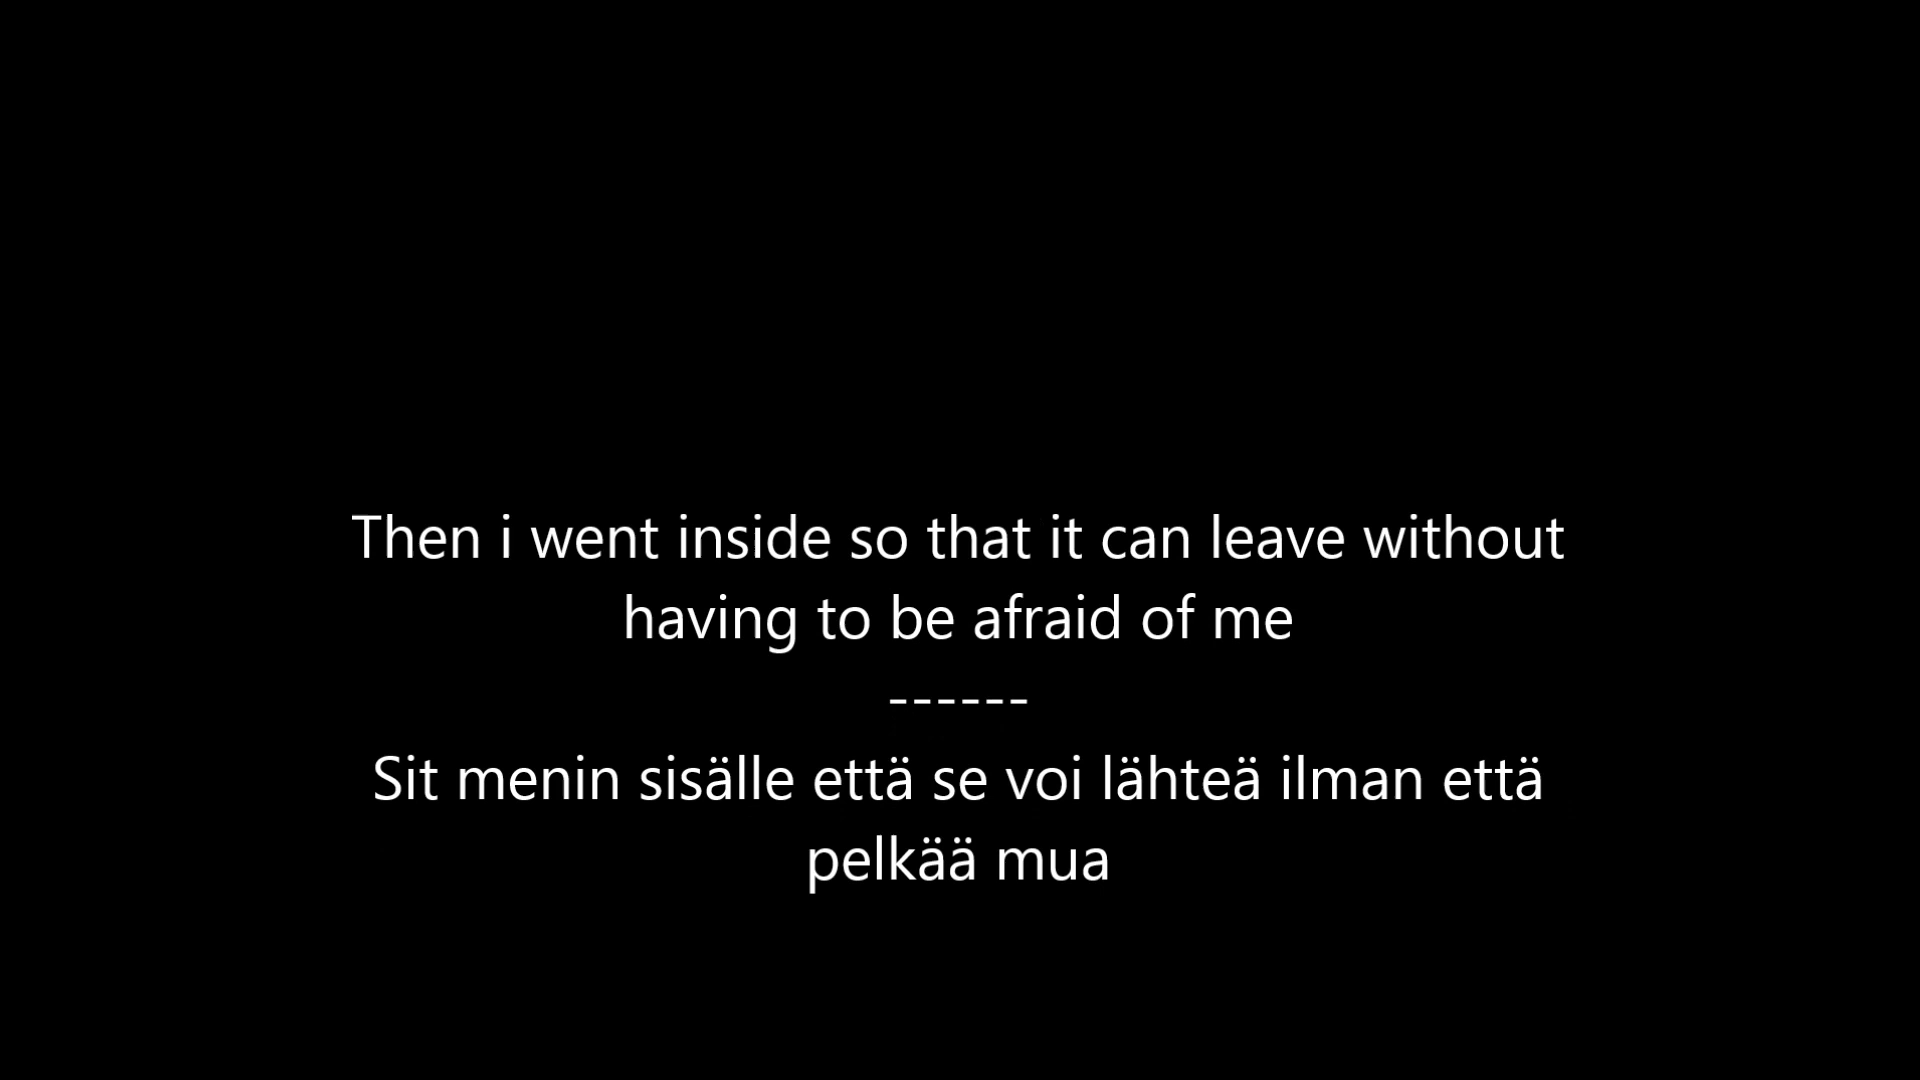 Then i went inside so that it can leave without
having to be afraid of me
------
Sit menin sisälle että se voi lähteä ilman että
pelkää mua